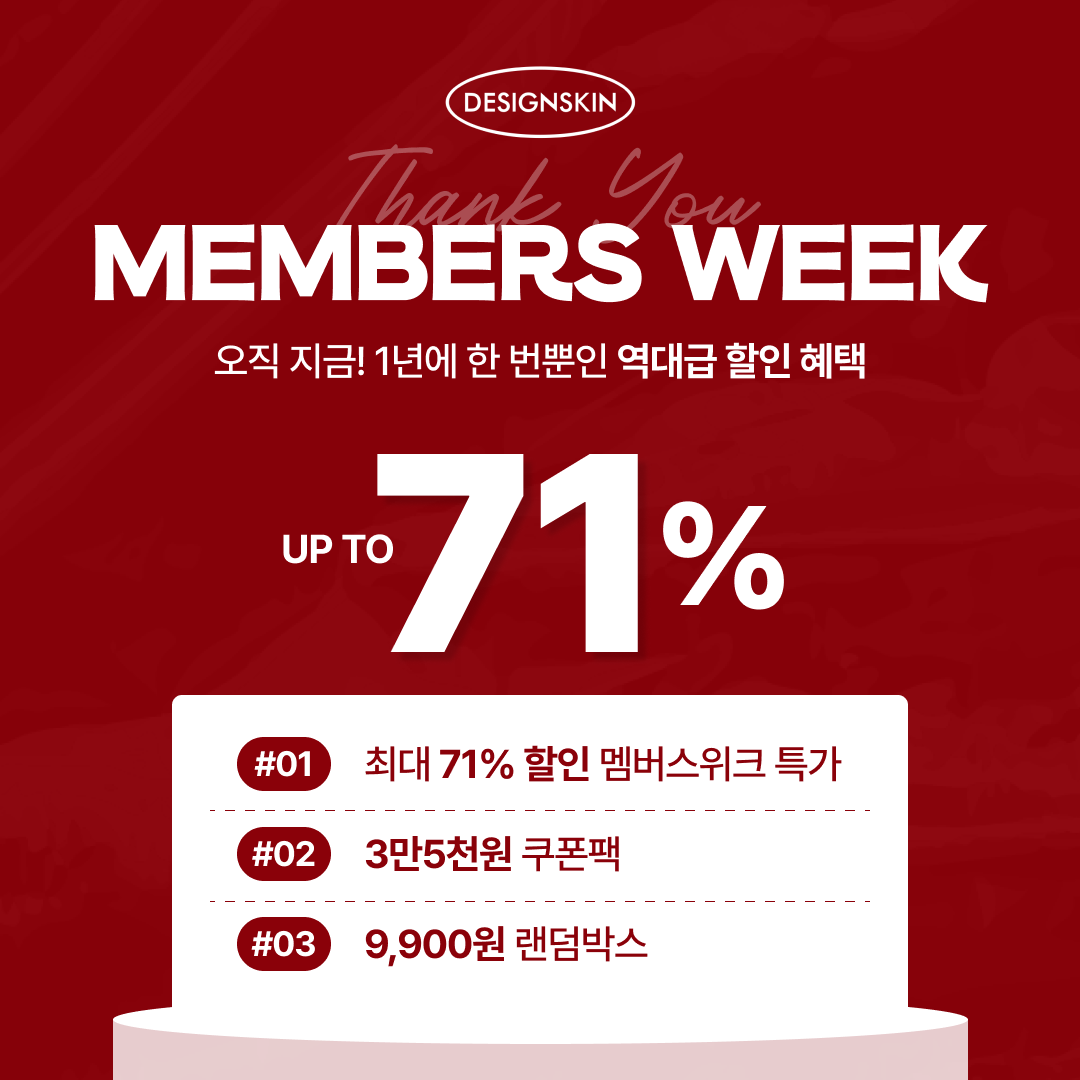 DESIGNSKIN
Thank You
MEMBERS WEEK
오직 지금! 1년에 한 번뿐인 역대급 할인 혜택
UP TO 71%
#01 최대 71% 할인 멤버스위크 특가
#02 3만5천원 쿠폰팩
#03 9,900원 랜덤박스